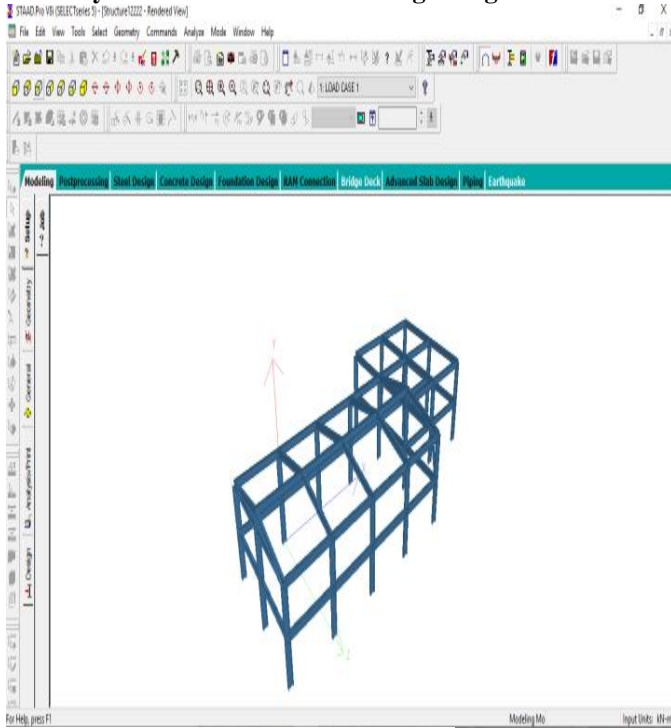 STAAD.Pro V8i (SELECTseries 5) - [Structure12222 - Rendered View]
File Edit View Tools Select Geometry Commands Analyze Mode Window Help
1: LOAD CASE 1
Modeling Postprocessing Steel Design Concrete Design Foundation Design RAM Connection Bridge Deck Advanced Slab Design Piping Earthquake
Setup
Job
Geometry
General
Analysis/Print
Design
For Help, press F1
Modeling Mo
Input Units: